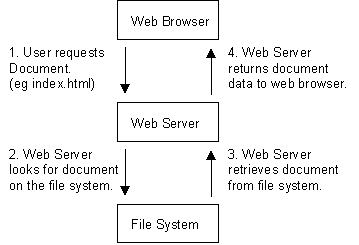 Web Browser
1. User requests
Document.
(eg index.html)
4. Web Server
returns document
data to web browser.
Web Server
2. Web Server
looks for document
on the file system.
3. Web Server
retrieves document
from file system.
File System